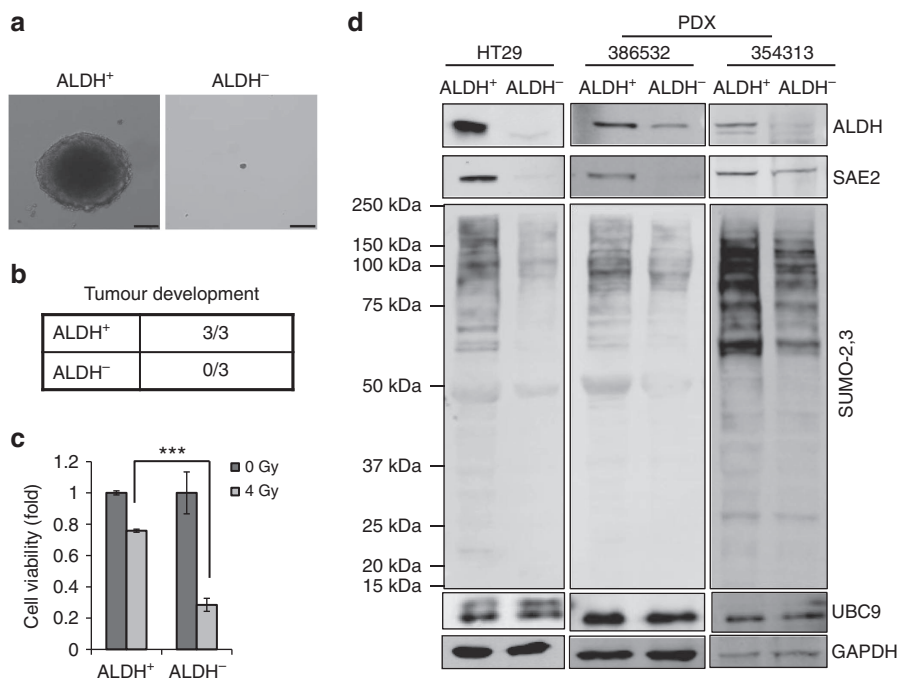 a
ALDH⁺ ALDH⁻
b
Tumour development
ALDH⁺ 3/3
ALDH⁻ 0/3
c
Cell viability (fold)
1.2
1
0.8
0.6
0.4
0.2
0
***
0 Gy
4 Gy
ALDH⁺ ALDH⁻
d
PDX
HT29 386532 354313
ALDH⁺ ALDH⁻ ALDH⁺ ALDH⁻ ALDH⁺ ALDH⁻
ALDH
SAE2
250 kDa
150 kDa
100 kDa
75 kDa
50 kDa
37 kDa
25 kDa
20 kDa
15 kDa
SUMO-2,3
UBC9
GAPDH